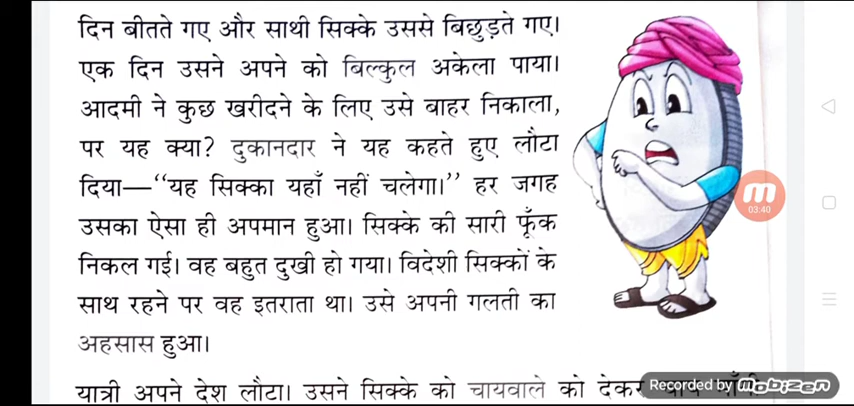 दिन बीतते गए और साथी सिक्के उससे बिछुड़ते गए।
एक दिन उसने अपने को बिल्कुल अकेला पाया।
आदमी ने कुछ खरीदने के लिए उसे बाहर निकाला,
पर यह क्या? दुकानदार ने यह कहते हुए लौटा
दिया—“यह सिक्का यहाँ नहीं चलेगा।” हर जगह
उसका ऐसा ही अपमान हुआ। सिक्के की सारी फूँक
निकल गई। वह बहुत दुखी हो गया। विदेशी सिक्कों के
साथ रहने पर वह इतराता था। उसे अपनी गलती का
अहसास हुआ।
यात्री अपने देश लौटा। उसने सिक्के को चायवाले को देकर
03:40
Recorded by Mobizen